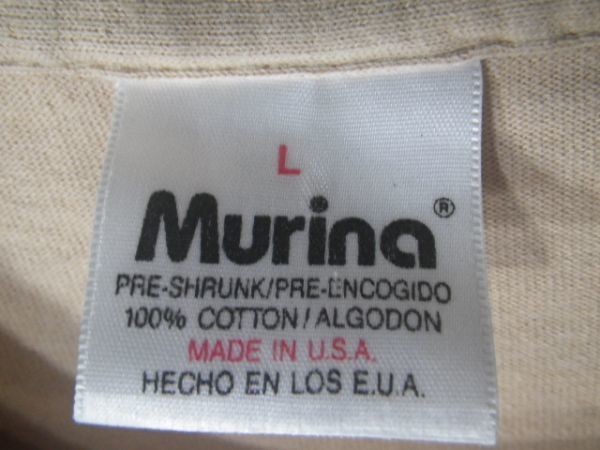 L
Murina®
PRE-SHRUNK/PRE-ENCOGIDO
100% COTTON/ALGODON
MADE IN U.S.A.
HECHO EN LOS E.U.A.